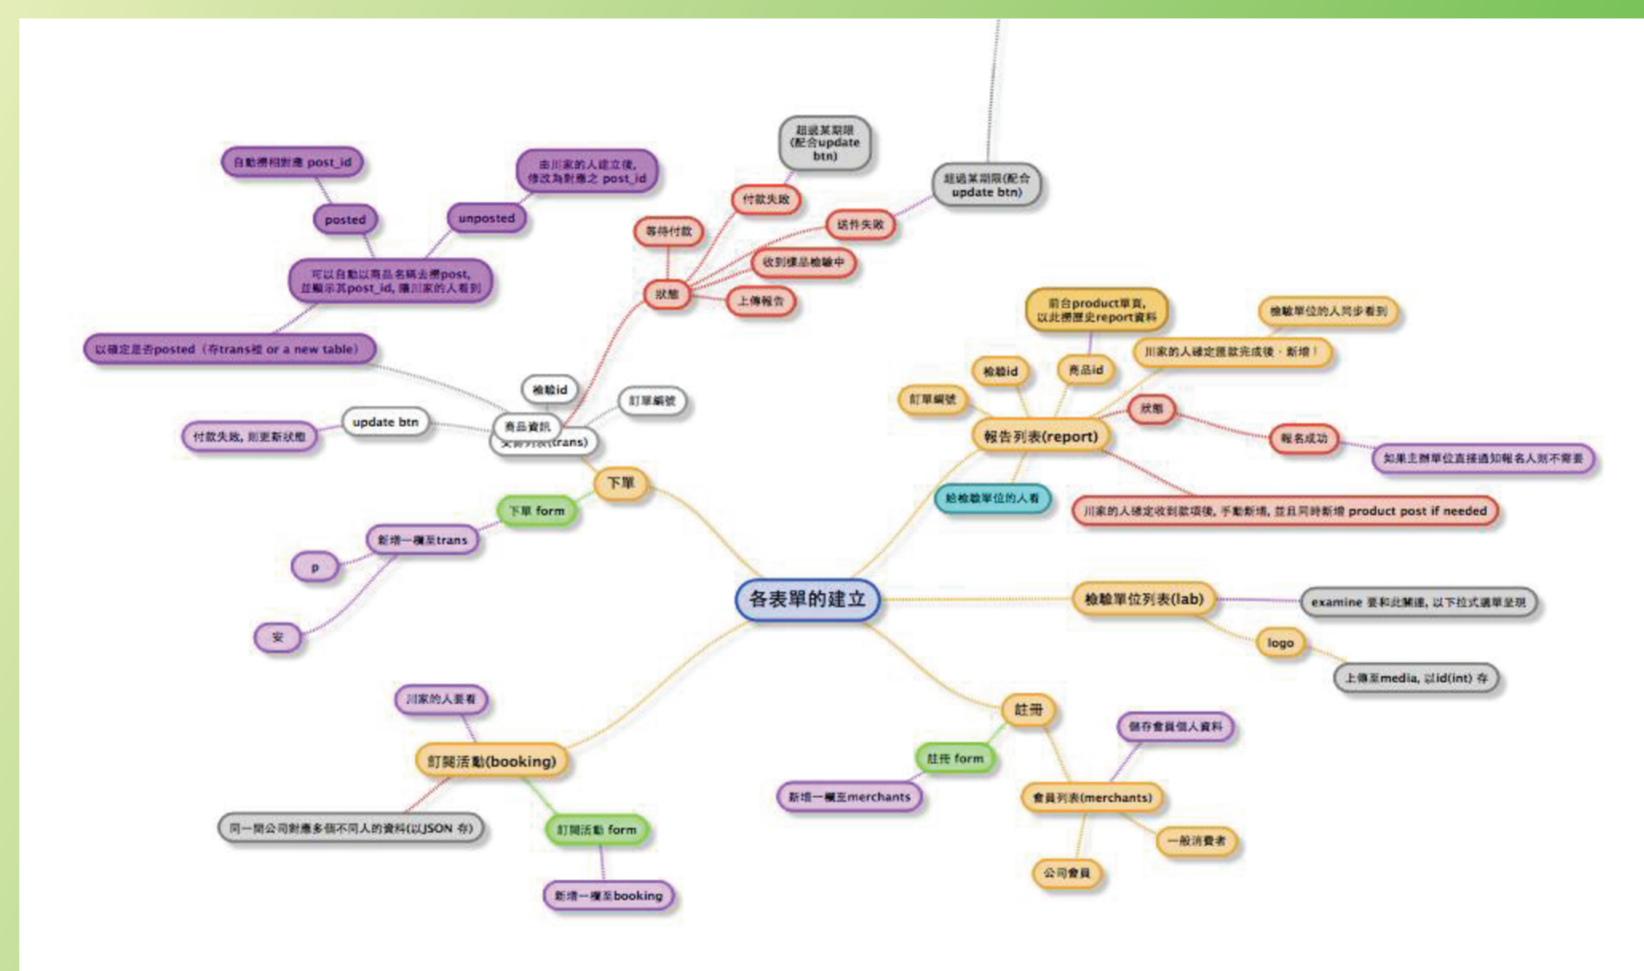 超過某期限
(配合update
btn)
自動撈相對應 post_id
由川家的人建立後,
修改為對應之 post_id
超過某期限(配合
update btn)
付款失敗
posted
unposted
送件失敗
等待付款
收到樣品檢驗中
可以自動以商品名稱去撈post,
並顯示其post_id, 讓川家的人看到
狀態
上傳報告
前台product單頁,
以此撈歷史report資料
檢驗單位的人同步看到
以確定是否posted（存trans裡 or a new table）
川家的人確定匯款完成後，新增！
檢驗id
商品id
檢驗id
訂單編號
訂單編號
狀態
update btn
商品資訊
(trans)
付款失敗, 則更新狀態
報告列表(report)
報名成功
如果主辦單位直接通知報名人則不需要
下單
給檢驗單位的人看
下單 form
川家的人確定收到款項後, 手動新增, 並且同時新增 product post if needed
新增一欄至trans
p
各表單的建立
檢驗單位列表(lab)
examine 要和此關連, 以下拉式選單呈現
安
logo
上傳至media, 以id(int) 存
川家的人要看
註冊
儲存會員個人資料
訂閱活動(booking)
註冊 form
新增一欄至merchants
會員列表(merchants)
同一間公司對應多個不同人的資料(以JSON 存)
訂閱活動 form
一般消費者
公司會員
新增一欄至booking